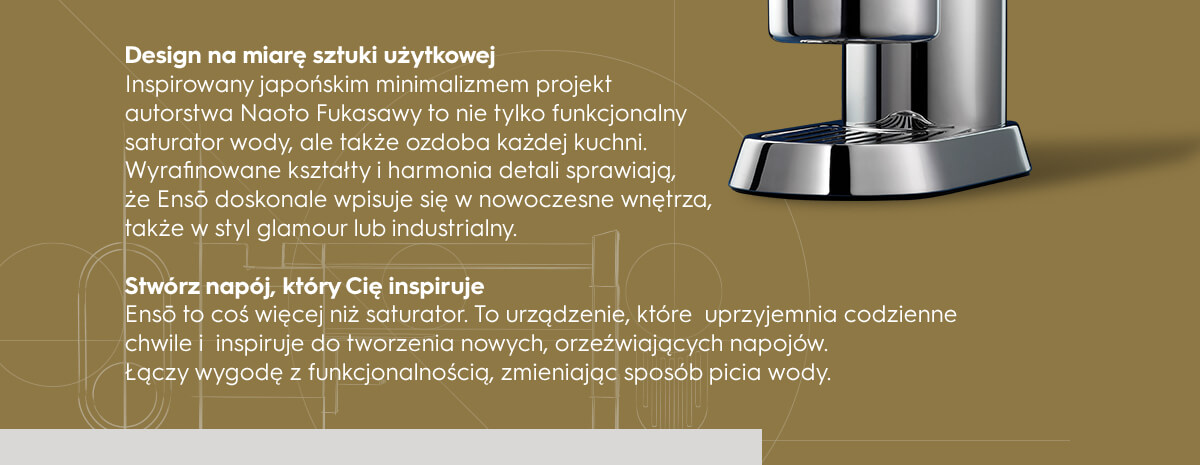 Design na miarę sztuki użytkowej
Inspirowany japońskim minimalizmem projekt
autorstwa Naoto Fukasawy to nie tylko funkcjonalny
saturator wody, ale także ozdoba każdej kuchni.
Wyrafinowane kształty i harmonia detali sprawiają,
że Ensō doskonale wpisuje się w nowoczesne wnętrza,
także w styl glamour lub industrialny.
Stwórz napój, który Cię inspiruje
Ensō to coś więcej niż saturator. To urządzenie, które  uprzyjemnia codzienne
chwile i  inspiruje do tworzenia nowych, orzeźwiających napojów.
Łączy wygodę z funkcjonalnością, zmieniając sposób picia wody.